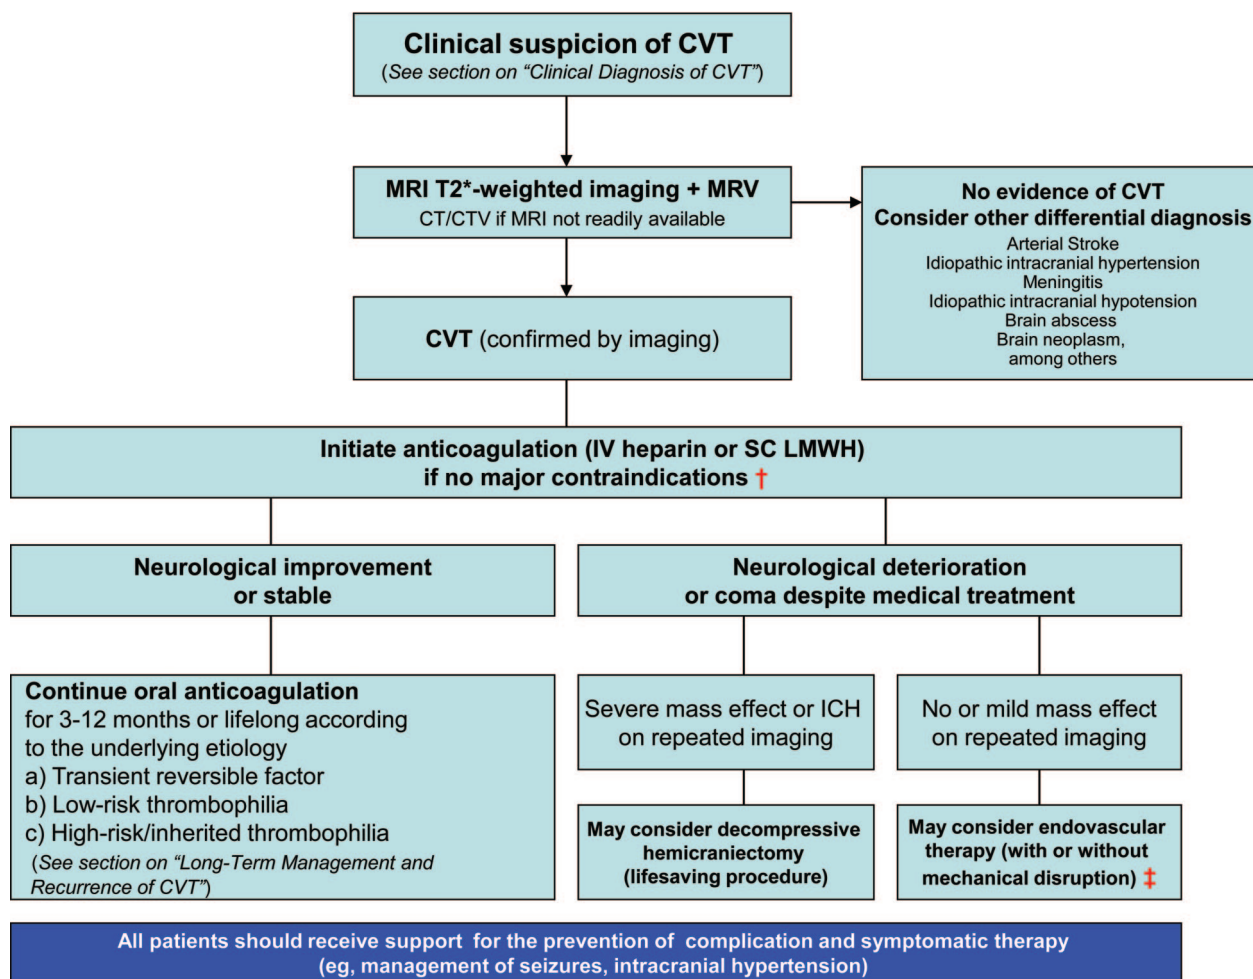 Clinical suspicion of CVT
(See section on “Clinical Diagnosis of CVT”)
MRI T2*-weighted imaging + MRV
CT/CTV if MRI not readily available
No evidence of CVT
Consider other differential diagnosis
Arterial Stroke
Idiopathic intracranial hypertension
Meningitis
Idiopathic intracranial hypotension
Brain abscess
Brain neoplasm,
among others
CVT (confirmed by imaging)
Initiate anticoagulation (IV heparin or SC LMWH)
if no major contraindications †
Neurological improvement
or stable
Neurological deterioration
or coma despite medical treatment
Continue oral anticoagulation
for 3-12 months or lifelong according
to the underlying etiology
a) Transient reversible factor
b) Low-risk thrombophilia
c) High-risk/inherited thrombophilia
(See section on “Long-Term Management and
Recurrence of CVT”)
Severe mass effect or ICH
on repeated imaging
No or mild mass effect
on repeated imaging
May consider decompressive
hemicraniectomy
(lifesaving procedure)
May consider endovascular
therapy (with or without
mechanical disruption) ‡
All patients should receive support for the prevention of complication and symptomatic therapy
(eg, management of seizures, intracranial hypertension)